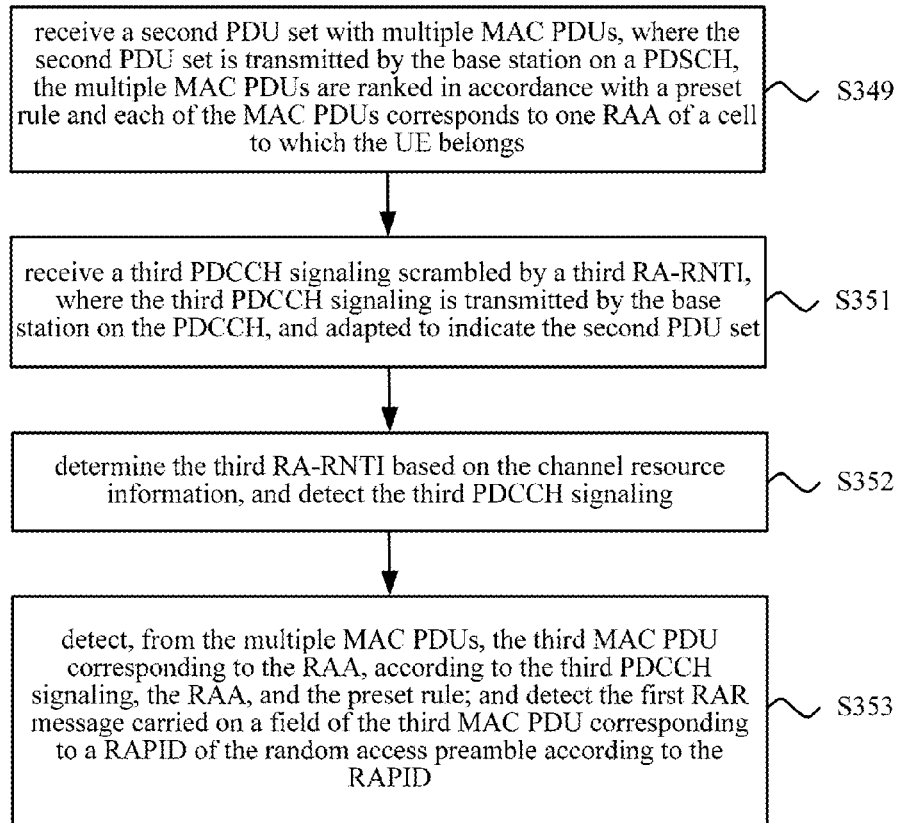 receive a second PDU set with multiple MAC PDUs, where the
second PDU set is transmitted by the base station on a PDSCH,
the multiple MAC PDUs are ranked in accordance with a preset
rule and each of the MAC PDUs corresponds to one RAA of a cell
to which the UE belongs
S349
receive a third PDCCH signaling scrambled by a third RA-RNTI,
where the third PDCCH signaling is transmitted by the base
station on the PDCCH, and adapted to indicate the second PDU set
S351
determine the third RA-RNTI based on the channel resource
information, and detect the third PDCCH signaling
S352
detect, from the multiple MAC PDUs, the third MAC PDU
corresponding to the RAA, according to the third PDCCH
signaling, the RAA, and the preset rule; and detect the first RAR
message carried on a field of the third MAC PDU corresponding
to a RAPID of the random access preamble according to the
RAPID
S353